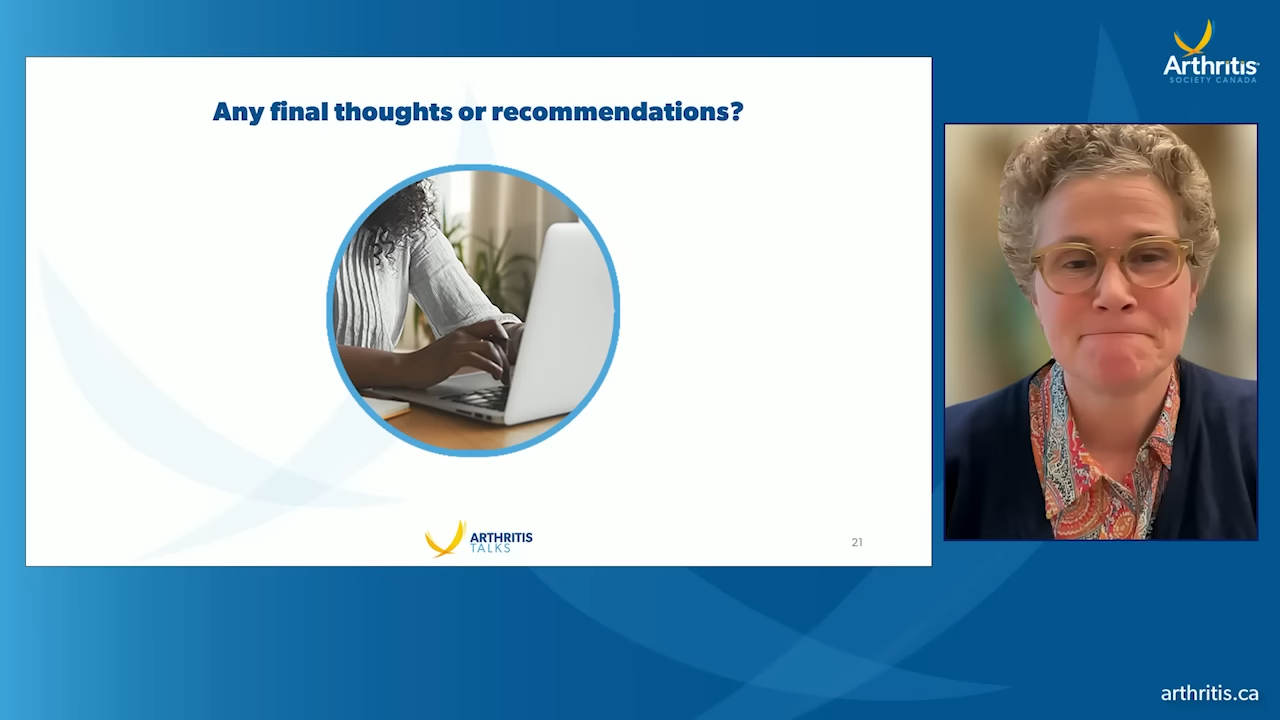 Any final thoughts or recommendations?
ARTHRITIS
TALKS
21
Arthritis
SOCIETY CANADA
arthritis.ca